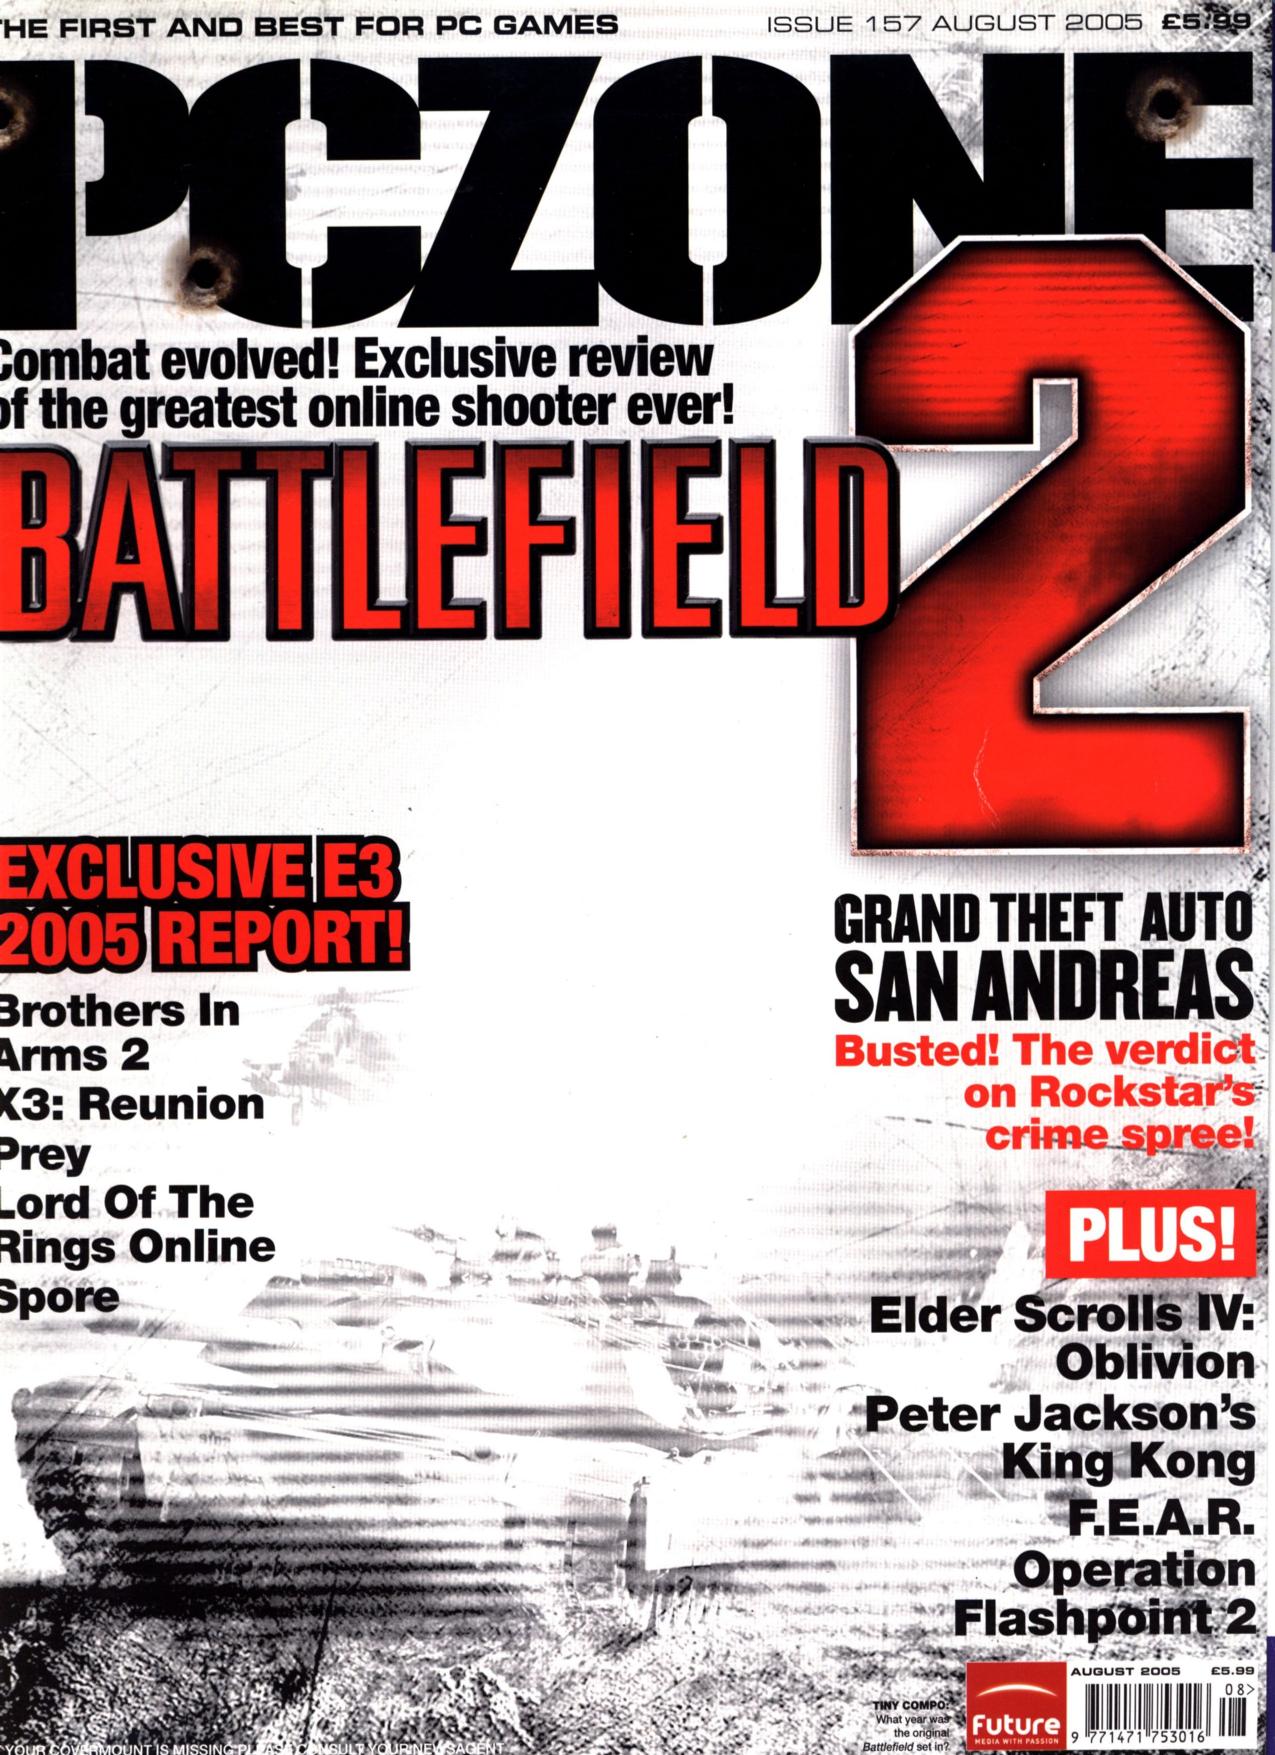 THE FIRST AND BEST FOR PC GAMES
ISSUE 157 AUGUST 2005 £5.99
PCZONE
Combat evolved! Exclusive review
of the greatest online shooter ever!
BATTLEFIELD
2
EXCLUSIVE E3
2005 REPORT!
Brothers In
Arms 2
X3: Reunion
Prey
Lord Of The
Rings Online
Spore
GRAND THEFT AUTO
SAN ANDREAS
Busted! The verdict
on Rockstar's
crime spree!
PLUS!
Elder Scrolls IV:
Oblivion
Peter Jackson's
King Kong
F.E.A.R.
Operation
Flashpoint 2
TINY COMPO:
What year was
the original
Battlefield set in?
Future
MEDIA WITH PASSION
AUGUST 2005 £5.99
08>
9 771471 753016
YOUR COVERMOUNT IS MISSING PLEASE CONSULT YOUR NEWSAGENT